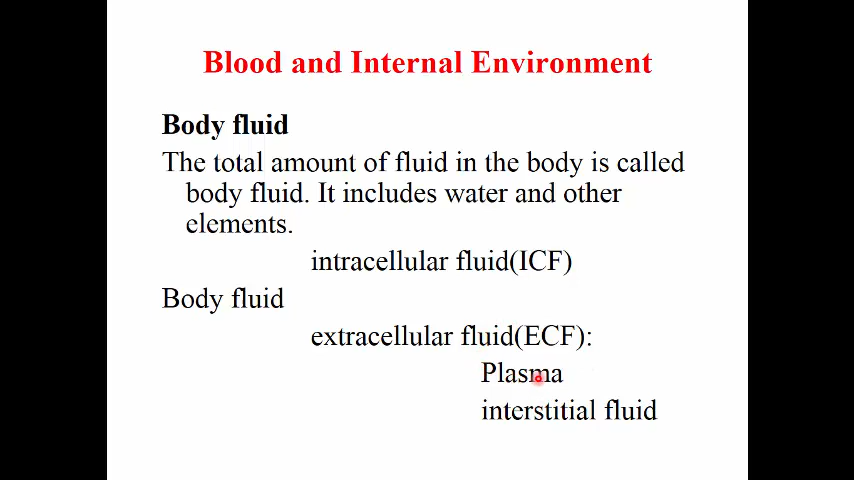 Blood and Internal Environment
Body fluid
The total amount of fluid in the body is called
body fluid. It includes water and other
elements.
intracellular fluid(ICF)
Body fluid
extracellular fluid(ECF):
Plasma
interstitial fluid